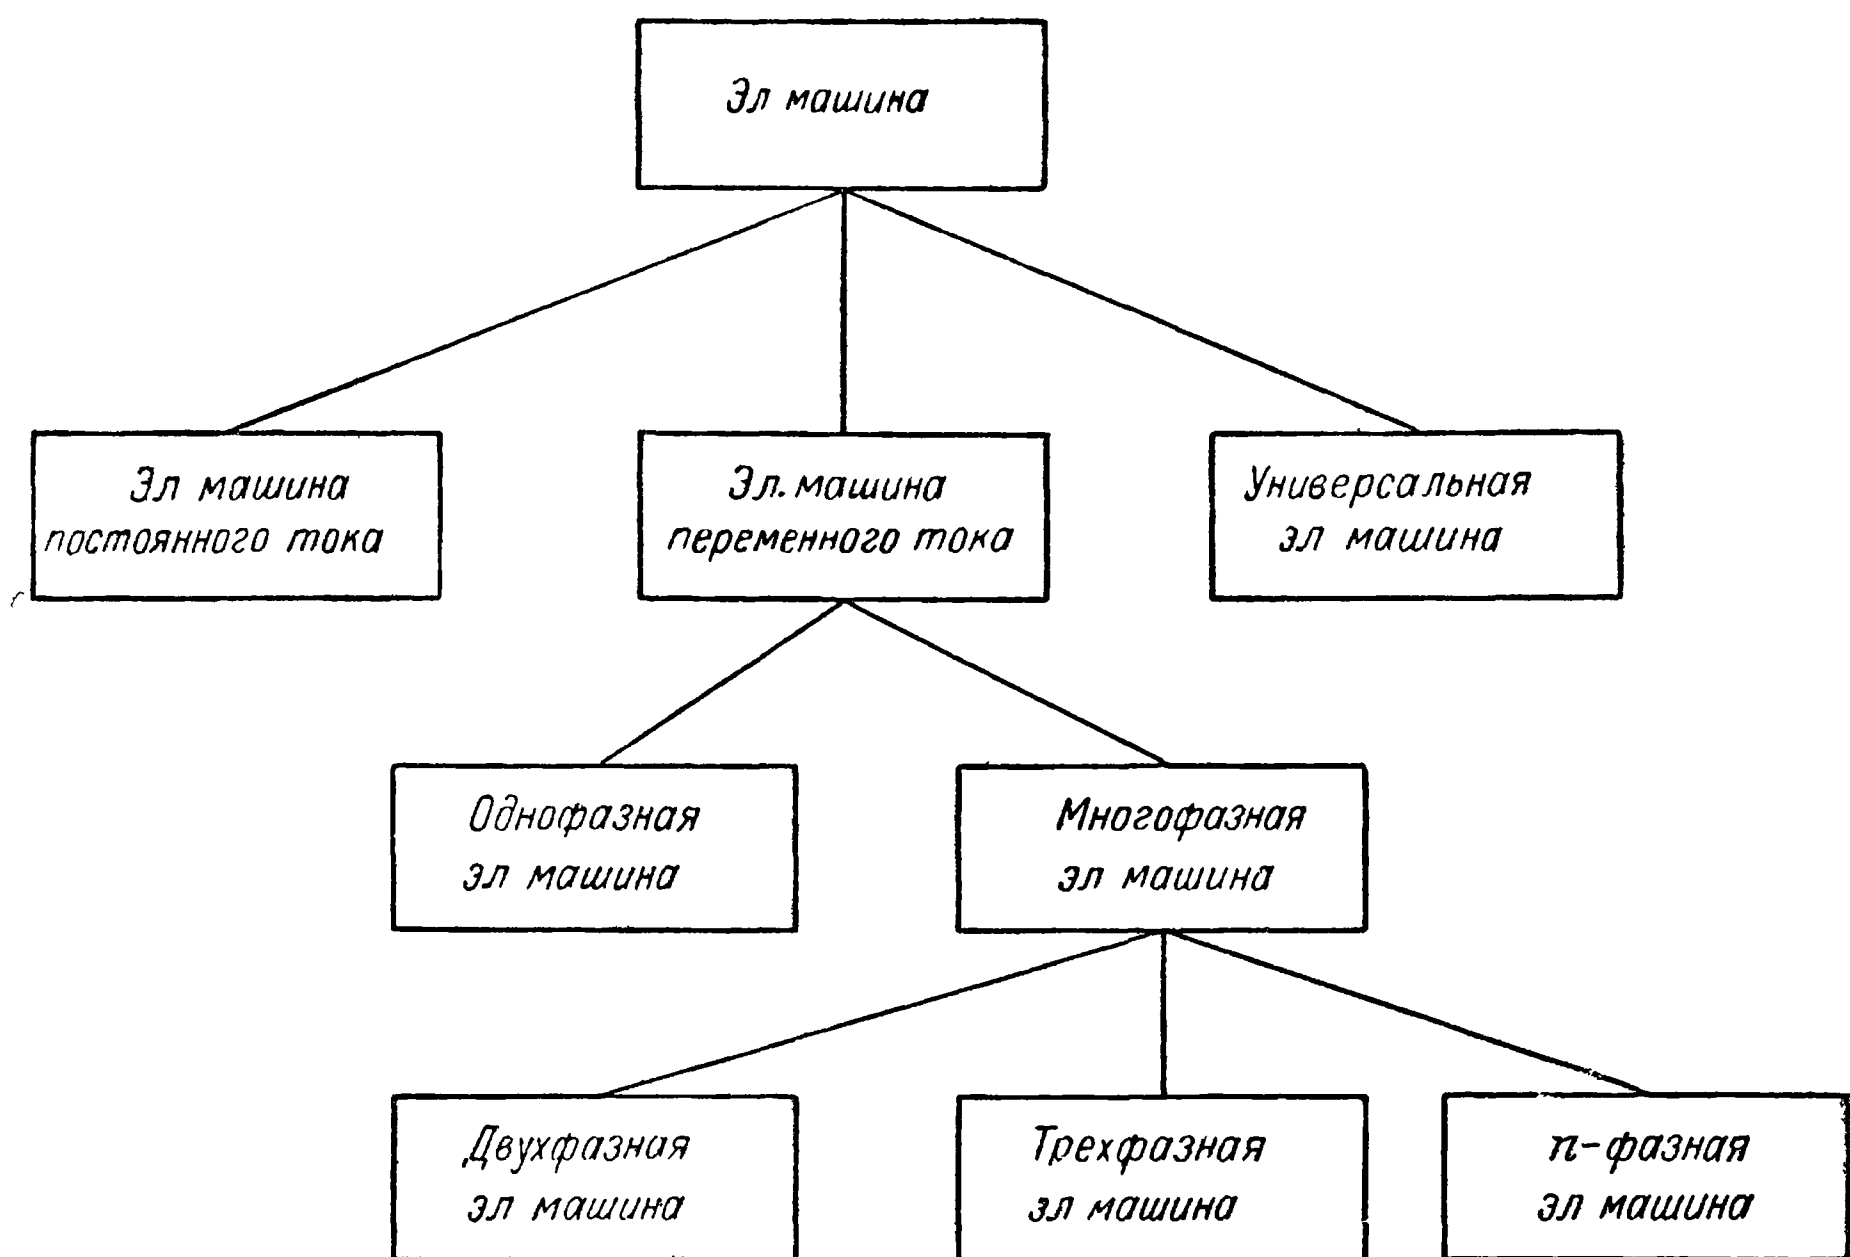 Эл машина
Эл машина
постоянного тока
Эл. машина
переменного тока
Универсальная
эл машина
Однофазная
эл машина
Многофазная
эл машина
Двухфазная
эл машина
Трехфазная
эл машина
n-фазная
эл машина